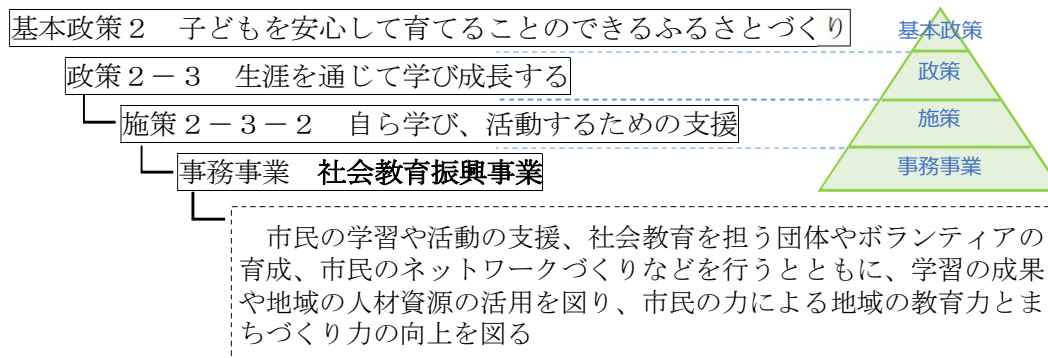 基本政策２　子どもを安心して育てることのできるふるさとづくり
政策２－３　生涯を通じて学び成長する
施策２－３－２　自ら学び、活動するための支援
事務事業　社会教育振興事業
市民の学習や活動の支援、社会教育を担う団体やボランティアの
育成、市民のネットワークづくりなどを行うとともに、学習の成果
や地域の人材資源の活用を図り、市民の力による地域の教育力とま
ちづくり力の向上を図る
基本政策
政策
施策
事務事業